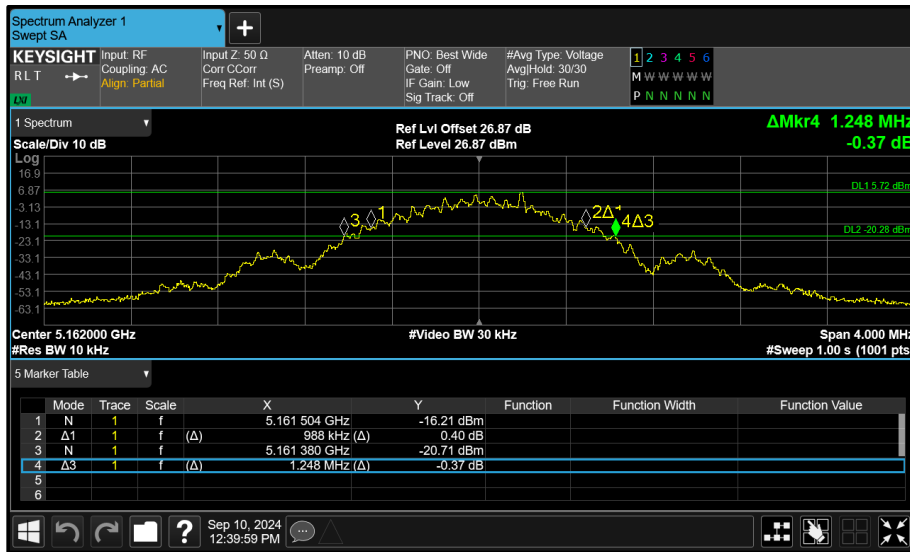 Spectrum Analyzer 1
Swept SA
KEYSIGHT
R L T
LXI
Input: RF
Coupling: AC
Align: Partial
Input Z: 50 Ω
Corr CCorr
Freq Ref: Int (S)
Atten: 10 dB
Preamp: Off
PNO: Best Wide
Gate: Off
IF Gain: Low
Sig Track: Off
#Avg Type: Voltage
Avg|Hold: 30/30
Trig: Free Run
1 2 3 4 5 6
M W W W W W
P N N N N N
1 Spectrum
Scale/Div 10 dB
Ref Lvl Offset 26.87 dB
Ref Level 26.87 dBm
ΔMkr4 1.248 MHz
-0.37 dB
Log
16.9
6.87
-3.13
-13.1
-23.1
-33.1
-43.1
-53.1
-63.1
DL1 5.72 dBm
DL2 -20.28 dBm
3
1
2Δ1
4Δ3
Center 5.162000 GHz
#Video BW 30 kHz
Span 4.000 MHz
#Res BW 10 kHz
#Sweep 1.00 s (1001 pts
5 Marker Table
Mode Trace Scale X Y Function Function Width Function Value
1 N 1 f 5.161 504 GHz -16.21 dBm
2 Δ1 1 f (Δ) 988 kHz (Δ) 0.40 dB
3 N 1 f 5.161 380 GHz -20.71 dBm
4 Δ3 1 f (Δ) 1.248 MHz (Δ) -0.37 dB
5
6
?
Sep 10, 2024
12:39:59 PM